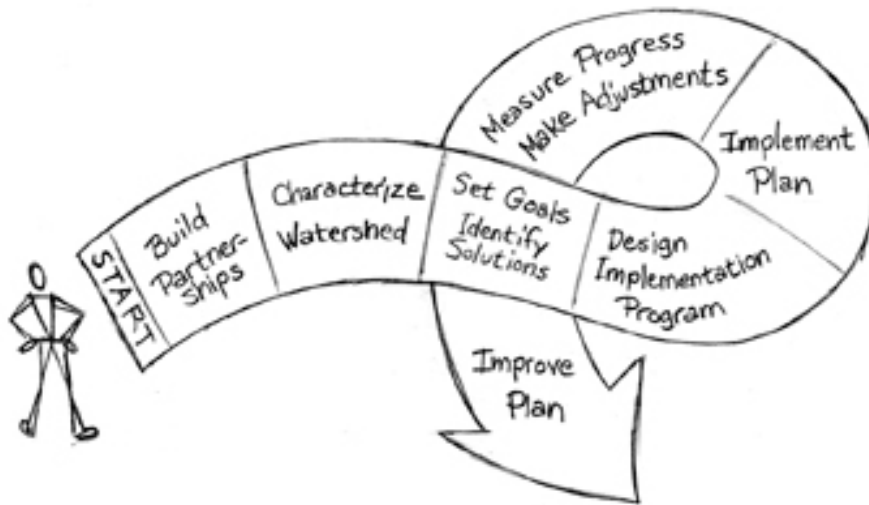 START
Build
Partner-
ships
Characterize
Watershed
Set Goals
Identify
Solutions
Design
Implementation
Program
Implement
Plan
Measure Progress
Make Adjustments
Improve
Plan